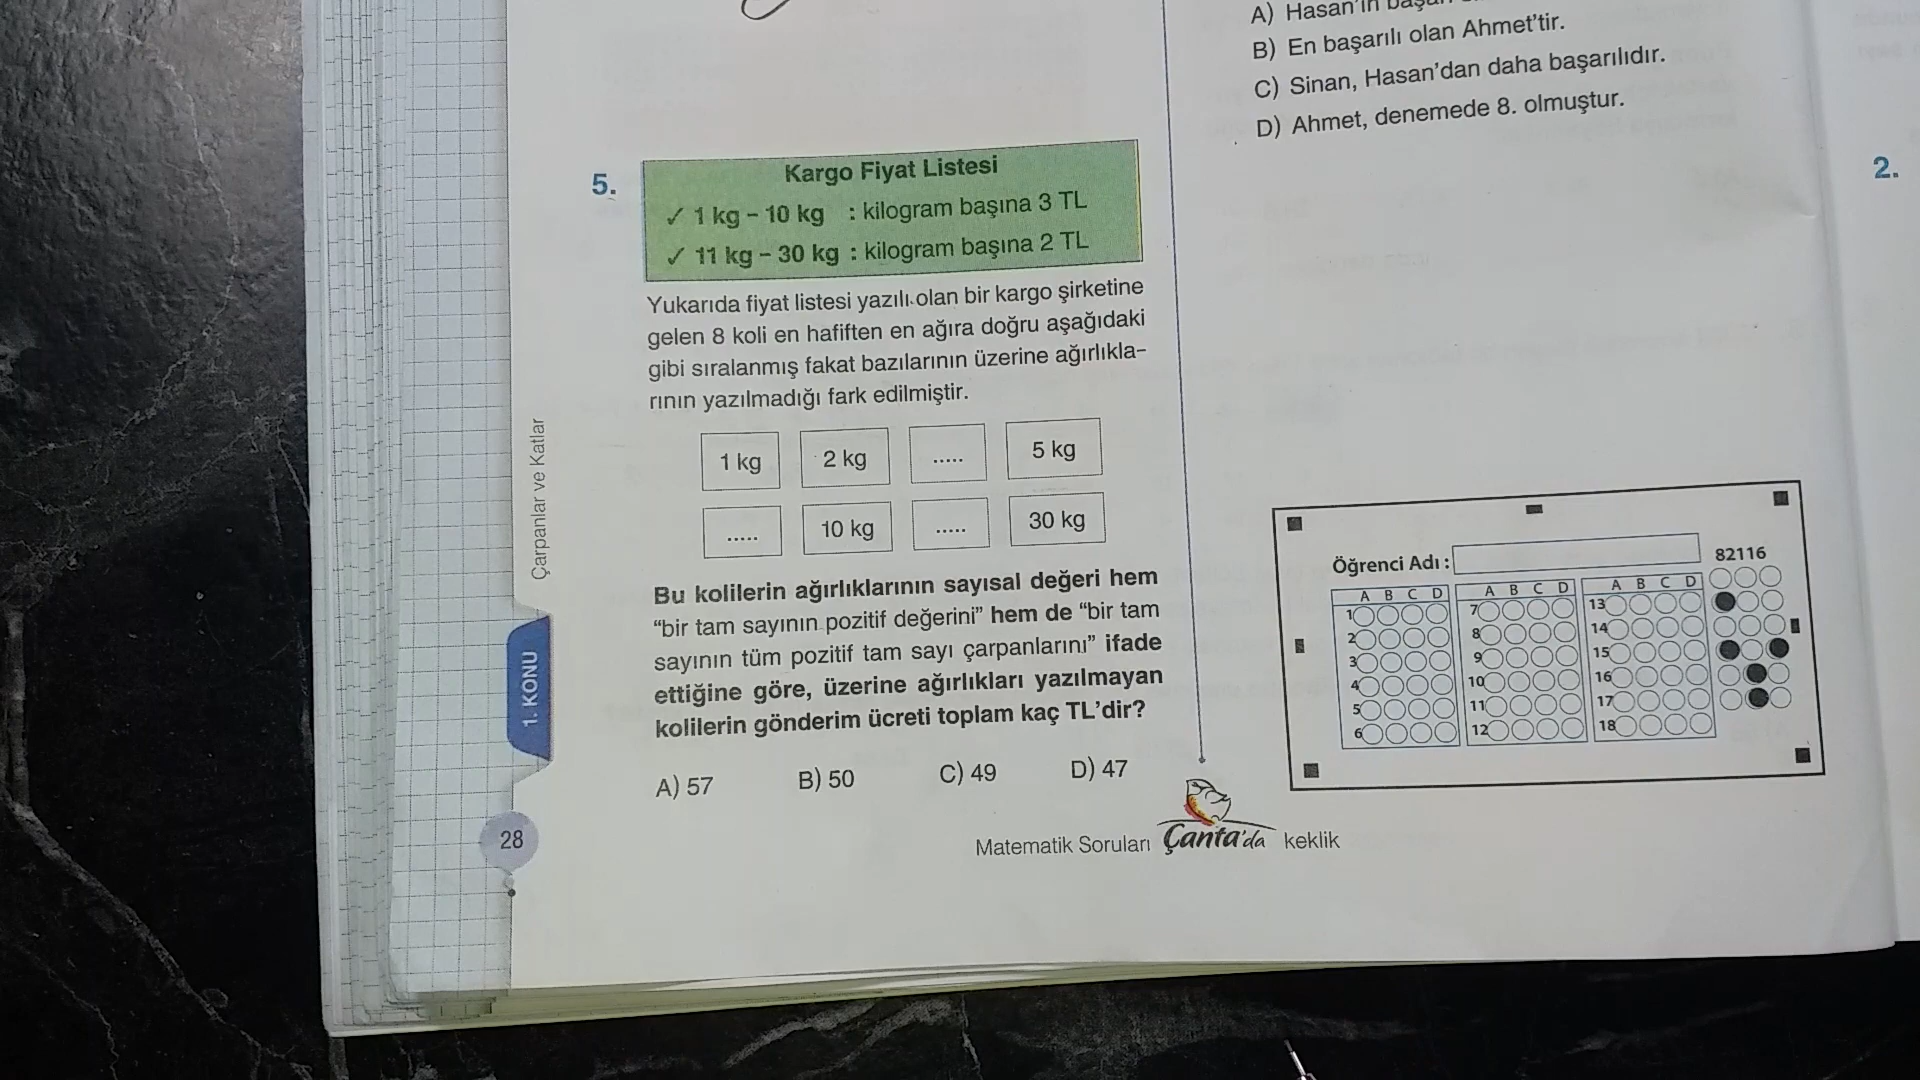 A) Hasan'ın
B) En başarılı olan Ahmet'tir.
C) Sinan, Hasan'dan daha başarılıdır.
D) Ahmet, denemede 8. olmuştur.
5.
Kargo Fiyat Listesi
✓ 1 kg – 10 kg : kilogram başına 3 TL
✓ 11 kg – 30 kg : kilogram başına 2 TL
Yukarıda fiyat listesi yazılı olan bir kargo şirketine
gelen 8 koli en hafiften en ağıra doğru aşağıdaki
gibi sıralanmış fakat bazılarının üzerine ağırlıkla-
rının yazılmadığı fark edilmiştir.
1 kg 2 kg ..... 5 kg
..... 10 kg ..... 30 kg
Bu kolilerin ağırlıklarının sayısal değeri hem
“bir tam sayının pozitif değerini” hem de “bir tam
sayının tüm pozitif tam sayı çarpanlarını” ifade
ettiğine göre, üzerine ağırlıkları yazılmayan
kolilerin gönderim ücreti toplam kaç TL'dir?
A) 57 B) 50 C) 49 D) 47
Çarpanlar ve Katlar
1. KONU
28
Matematik Soruları Çanta'da keklik
2.
Öğrenci Adı :
82116
A B C D A B C D A B C D
1 7 13
2 8 14
3 9 15
4 10 16
5 11 17
6 12 18